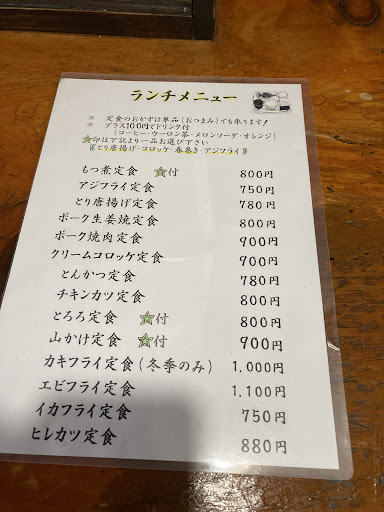 ランチメニュー
※ 定食のおかずは単品(おつまみ)でも承ります!
※ プラス100円でドリンク付
(コーヒー・ウーロン茶・メロンソーダ・オレンジ)
☆印は下記より一品お選び下さい
〖とり唐揚げ・コロッケ・春巻き・アジフライ〗
もつ煮定食 ☆付 800円
アジフライ定食 750円
とり唐揚げ定食 780円
ポーク生姜焼定食 800円
ポーク焼肉定食 900円
クリームコロッケ定食 900円
とんかつ定食 780円
チキンカツ定食 800円
とろろ定食 ☆付 800円
山かけ定食 ☆付 900円
カキフライ定食(冬季のみ) 1,000円
エビフライ定食 1,100円
イカフライ定食 750円
ヒレカツ定食 880円